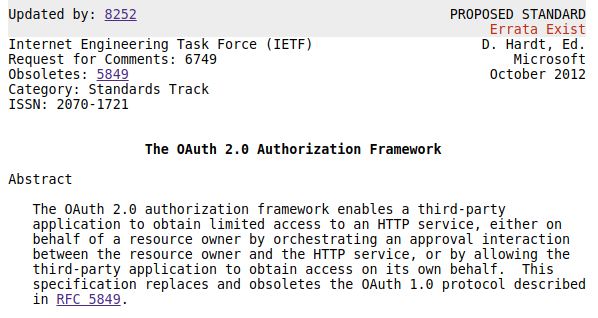 Updated by: 8252 PROPOSED STANDARD
Errata Exist
Internet Engineering Task Force (IETF) D. Hardt, Ed.
Request for Comments: 6749 Microsoft
Obsoletes: 5849 October 2012
Category: Standards Track
ISSN: 2070-1721
The OAuth 2.0 Authorization Framework
Abstract
The OAuth 2.0 authorization framework enables a third-party
application to obtain limited access to an HTTP service, either on
behalf of a resource owner by orchestrating an approval interaction
between the resource owner and the HTTP service, or by allowing the
third-party application to obtain access on its own behalf. This
specification replaces and obsoletes the OAuth 1.0 protocol described
in RFC 5849.